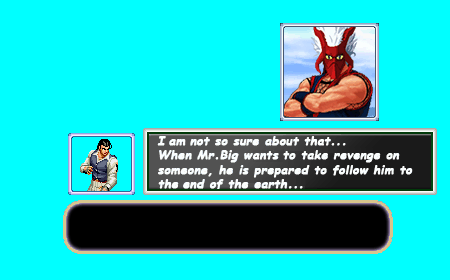 I am not so sure about that...
When Mr.Big wants to take revenge on
someone, he is prepared to follow him to
the end of the earth...